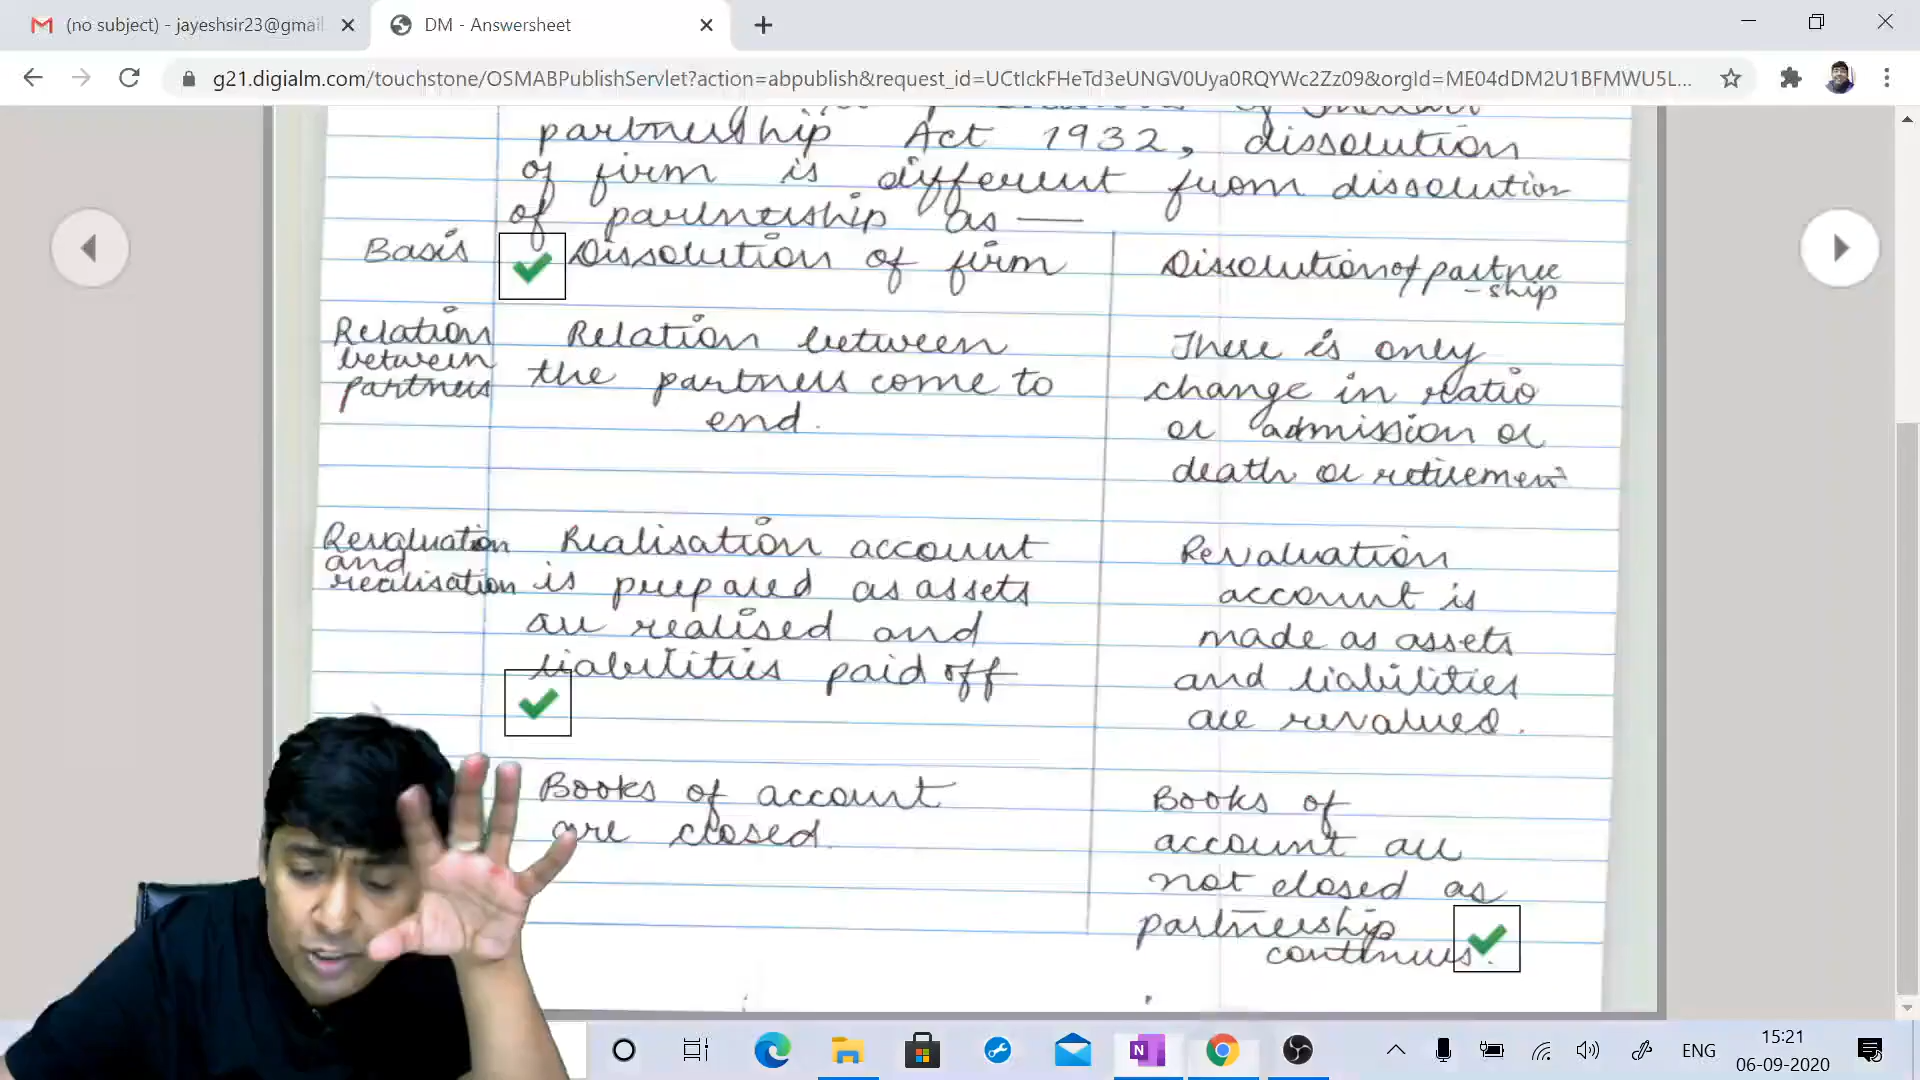 (no subject) - jayeshsir23@gmail
DM - Answersheet
g21.digialm.com/touchstone/OSMABPublishServlet?action=abpublish&request_id=UCtIckFHeTd3eUNGV0Uya0RQYWc2Zz09&orgId=ME04dDM2U1BFMWU5L...
partnership Act 1932, dissolution
of firm is different from dissolution
of partnership as —
Basis
Dissolution of firm
Dissolution of partner
-ship
Relation
between
partners
Relation between
the partners come to
end.
There is only
change in ratio
or admission or
death or retirement
Revaluation
and
realisation
Realisation account
is prepared as assets
are realised and
liabilities paid off
Revaluation
account is
made as assets
and liabilities
are revalued.
Books of account
are closed.
Books of
account are
not closed as
partnership
continues.
ENG
15:21
06-09-2020